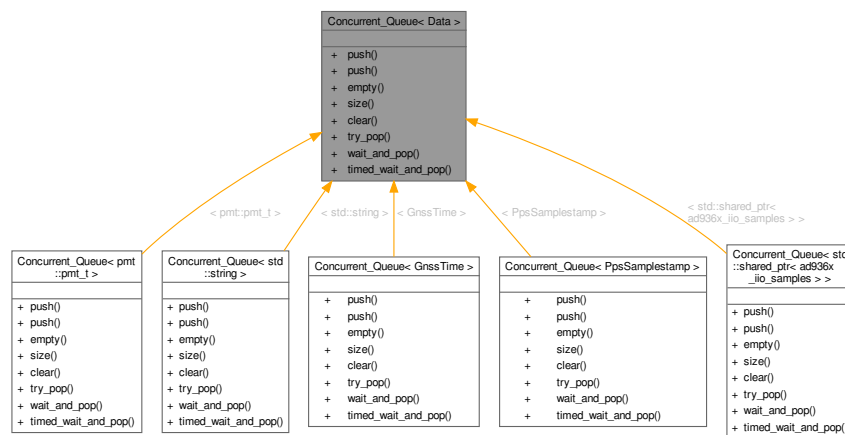 Concurrent_Queue< Data >
+ push()
+ push()
+ empty()
+ size()
+ clear()
+ try_pop()
+ wait_and_pop()
+ timed_wait_and_pop()
< pmt::pmt_t >
< std::string >
< GnssTime >
< PpsSamplestamp >
< std::shared_ptr<
ad936x_iio_samples > >
Concurrent_Queue< pmt
::pmt_t >
+ push()
+ push()
+ empty()
+ size()
+ clear()
+ try_pop()
+ wait_and_pop()
+ timed_wait_and_pop()
Concurrent_Queue< std
::string >
+ push()
+ push()
+ empty()
+ size()
+ clear()
+ try_pop()
+ wait_and_pop()
+ timed_wait_and_pop()
Concurrent_Queue< GnssTime >
+ push()
+ push()
+ empty()
+ size()
+ clear()
+ try_pop()
+ wait_and_pop()
+ timed_wait_and_pop()
Concurrent_Queue< PpsSamplestamp >
+ push()
+ push()
+ empty()
+ size()
+ clear()
+ try_pop()
+ wait_and_pop()
+ timed_wait_and_pop()
Concurrent_Queue< std
::shared_ptr< ad936x
_iio_samples > >
+ push()
+ push()
+ empty()
+ size()
+ clear()
+ try_pop()
+ wait_and_pop()
+ timed_wait_and_pop()